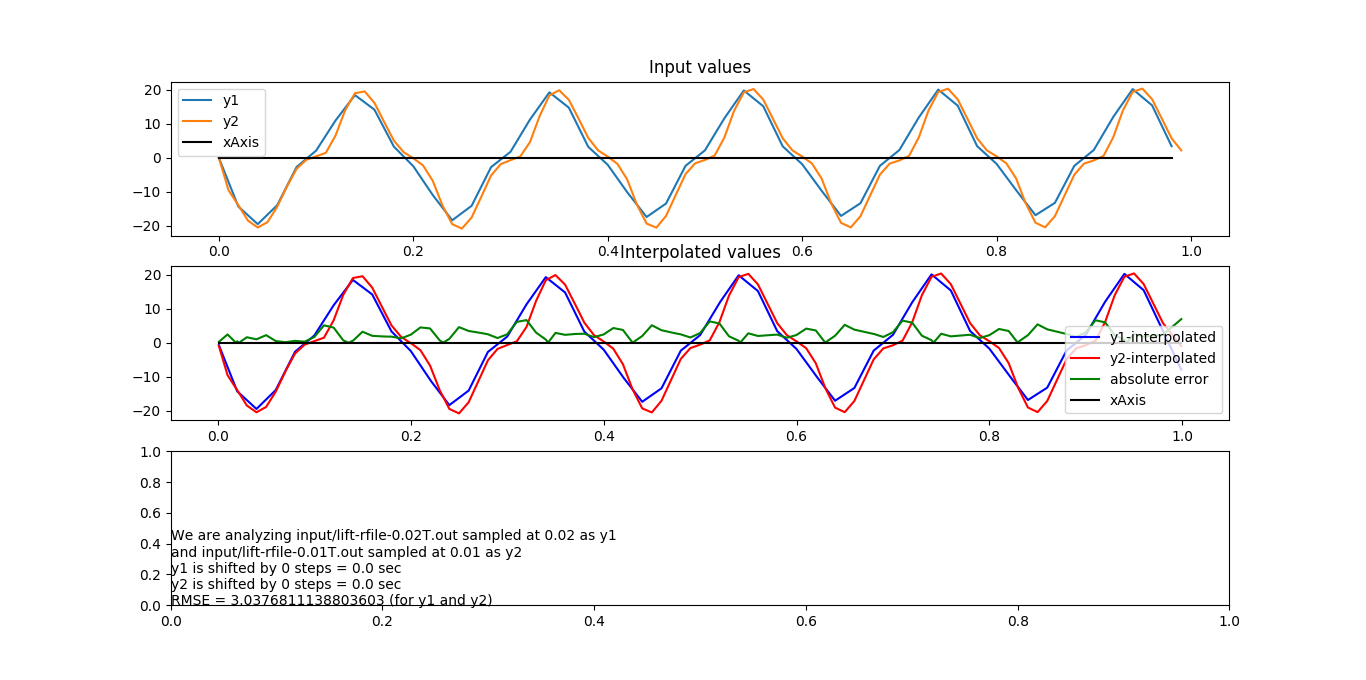 Input values
20
10
0
−10
−20
y1
y2
xAxis
0.0 0.2 0.4 0.6 0.8 1.0
Interpolated values
20
10
0
−10
−20
y1-interpolated
y2-interpolated
absolute error
xAxis
0.0 0.2 0.4 0.6 0.8 1.0
1.0
0.8
0.6
0.4
0.2
0.0
We are analyzing input/lift-rfile-0.02T.out sampled at 0.02 as y1
and input/lift-rfile-0.01T.out sampled at 0.01 as y2
y1 is shifted by 0 steps = 0.0 sec
y2 is shifted by 0 steps = 0.0 sec
RMSE = 3.0376811138803603 (for y1 and y2)
0.0 0.2 0.4 0.6 0.8 1.0